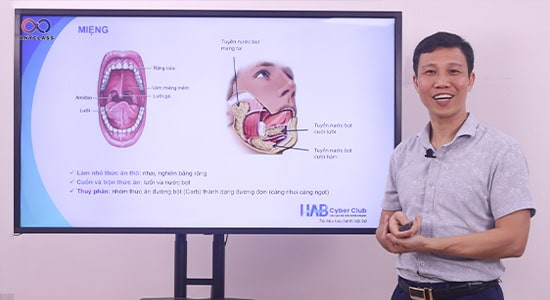 ANYCLASS
MIỆNG
Tuyến nước bọt
mang tai
Răng cửa
Vòm miệng mềm
Amiđan
Lưỡi gà
Lưỡi
Tuyến nước bọt
dưới lưỡi
Tuyến nước bọt
dưới hàm
Làm nhỏ thức ăn thô: nhai, nghiền bằng răng
Cuốn và trộn thức ăn: lưỡi và nước bọt
Thuỷ phân: nhóm thức ăn đường bột (Carb) thành dạng đường đơn (càng nhai càng ngọt)
HAB Cyber Club